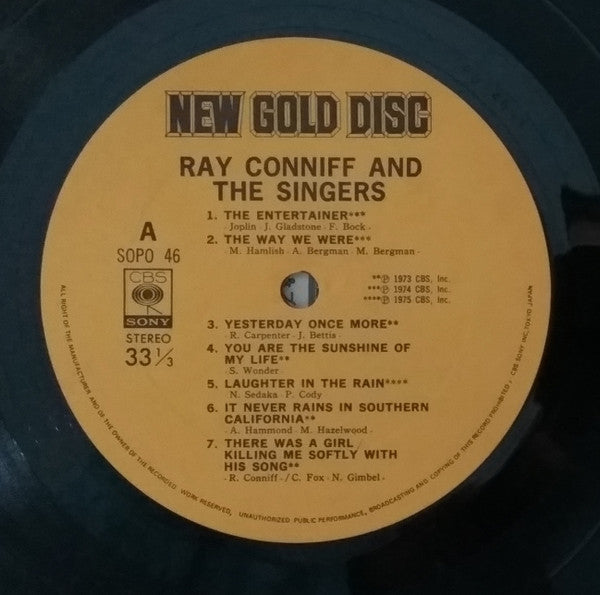 NEW GOLD DISC
RAY CONNIFF AND
THE SINGERS
A
SOPO 46
CBS
SONY
STEREO
33 1/3
1. THE ENTERTAINER***
- Joplin - J. Gladstone - F. Bock -
2. THE WAY WE WERE***
- M. Hamlish - A. Bergman - M. Bergman -
**Ⓟ 1973 CBS, Inc.
***Ⓟ 1974 CBS, Inc.
****Ⓟ 1975 CBS, Inc.
3. YESTERDAY ONCE MORE**
- R. Carpenter - J. Bettis -
4. YOU ARE THE SUNSHINE OF
MY LIFE**
- S. Wonder -
5. LAUGHTER IN THE RAIN****
- N. Sedaka - P. Cody -
6. IT NEVER RAINS IN SOUTHERN
CALIFORNIA**
- A. Hammond - M. Hazelwood -
7. THERE WAS A GIRL/
KILLING ME SOFTLY WITH
HIS SONG**
- R. Conniff -/C. Fox - N. Gimbel -
ALL RIGHT OF THE MANUFACTURER AND OF THE OWNER OF THE RECORDED WORK RESERVED, UNAUTHORIZED PUBLIC PERFORMANCE, BROADCASTING AND COPYING OF THIS RECORD PROHIBITED, CBS SONY INC. TOKYO JAPAN